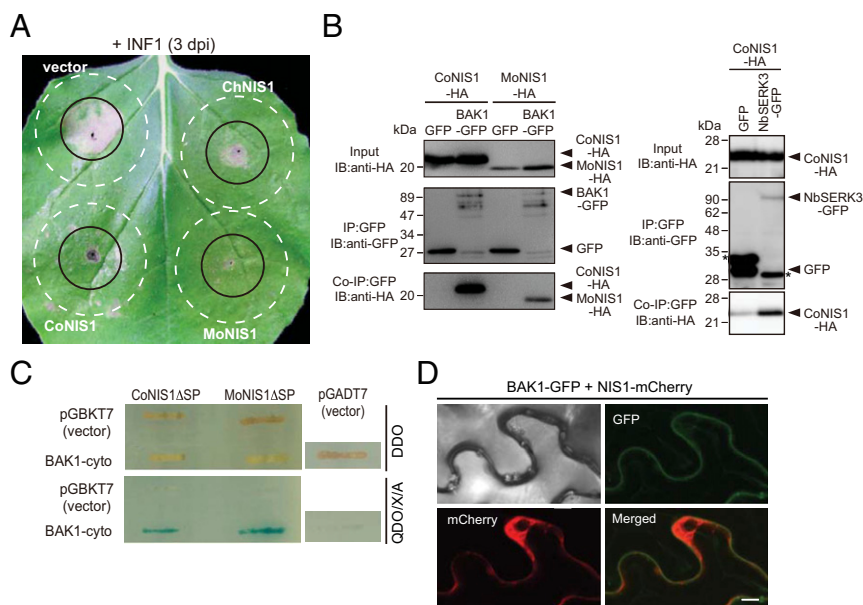 A
+ INF1 (3 dpi)
vector
ChNIS1
CoNIS1
MoNIS1
B
CoNIS1
-HA
MoNIS1
-HA
GFP
BAK1
-GFP
GFP
BAK1
-GFP
kDa
Input
IB:anti-HA
20
CoNIS1
-HA
MoNIS1
-HA
89
47
37
27
IP:GFP
IB:anti-GFP
BAK1
-GFP
GFP
Co-IP:GFP
IB:anti-HA
20
CoNIS1
-HA
MoNIS1
-HA
CoNIS1
-HA
GFP
NbSERK3
-GFP
kDa
Input
IB:anti-HA
28
21
CoNIS1
-HA
90
62
48
35
28
IP:GFP
IB:anti-GFP
NbSERK3
-GFP
GFP
*
*
Co-IP:GFP
IB:anti-HA
28
21
CoNIS1
-HA
C
CoNIS1ΔSP
MoNIS1ΔSP
pGADT7
(vector)
pGBKT7
(vector)
BAK1-cyto
DDO
pGBKT7
(vector)
BAK1-cyto
QDO/X/A
D
BAK1-GFP + NIS1-mCherry
GFP
mCherry
Merged